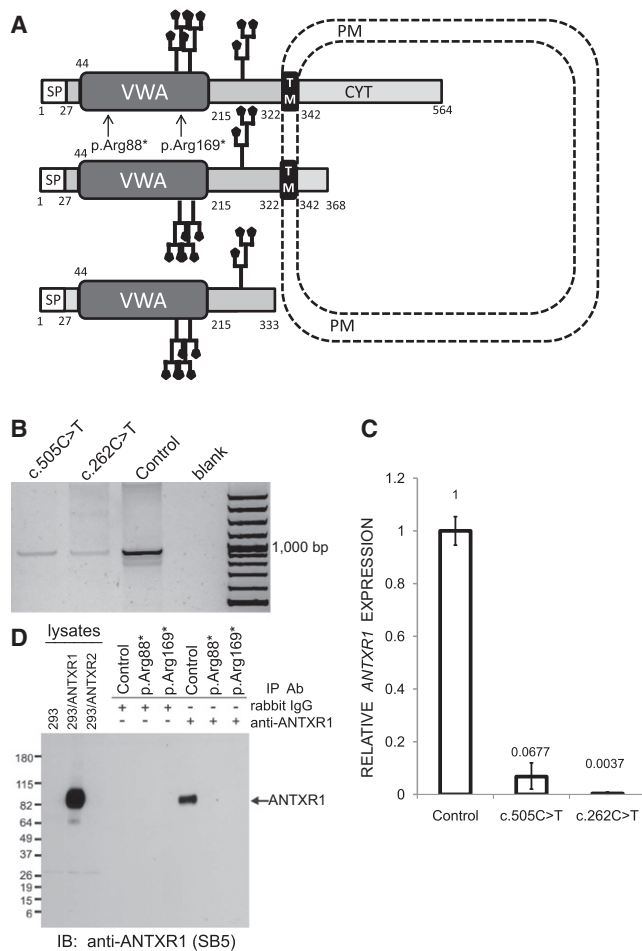 A
PM
44
SP
VWA
T
M
CYT
1
27
215
322
342
564
p.Arg88*
p.Arg169*
44
SP
VWA
T
M
1
27
215
322
342
368
44
SP
VWA
1
27
215
333
PM
B
c.505C>T
c.262C>T
Control
blank
1,000 bp
C
RELATIVE ANTXR1 EXPRESSION
1.2
1
0.8
0.6
0.4
0.2
0
1
0.0677
0.0037
Control
c.505C>T
c.262C>T
D
lysates
293
293/ANTXR1
293/ANTXR2
Control
p.Arg88*
p.Arg169*
Control
p.Arg88*
p.Arg169*
IP Ab
+ + + - - - rabbit IgG
- - - + + + anti-ANTXR1
180
115
82
64
49
37
26
19
15
6
←ANTXR1
IB: anti-ANTXR1 (SB5)